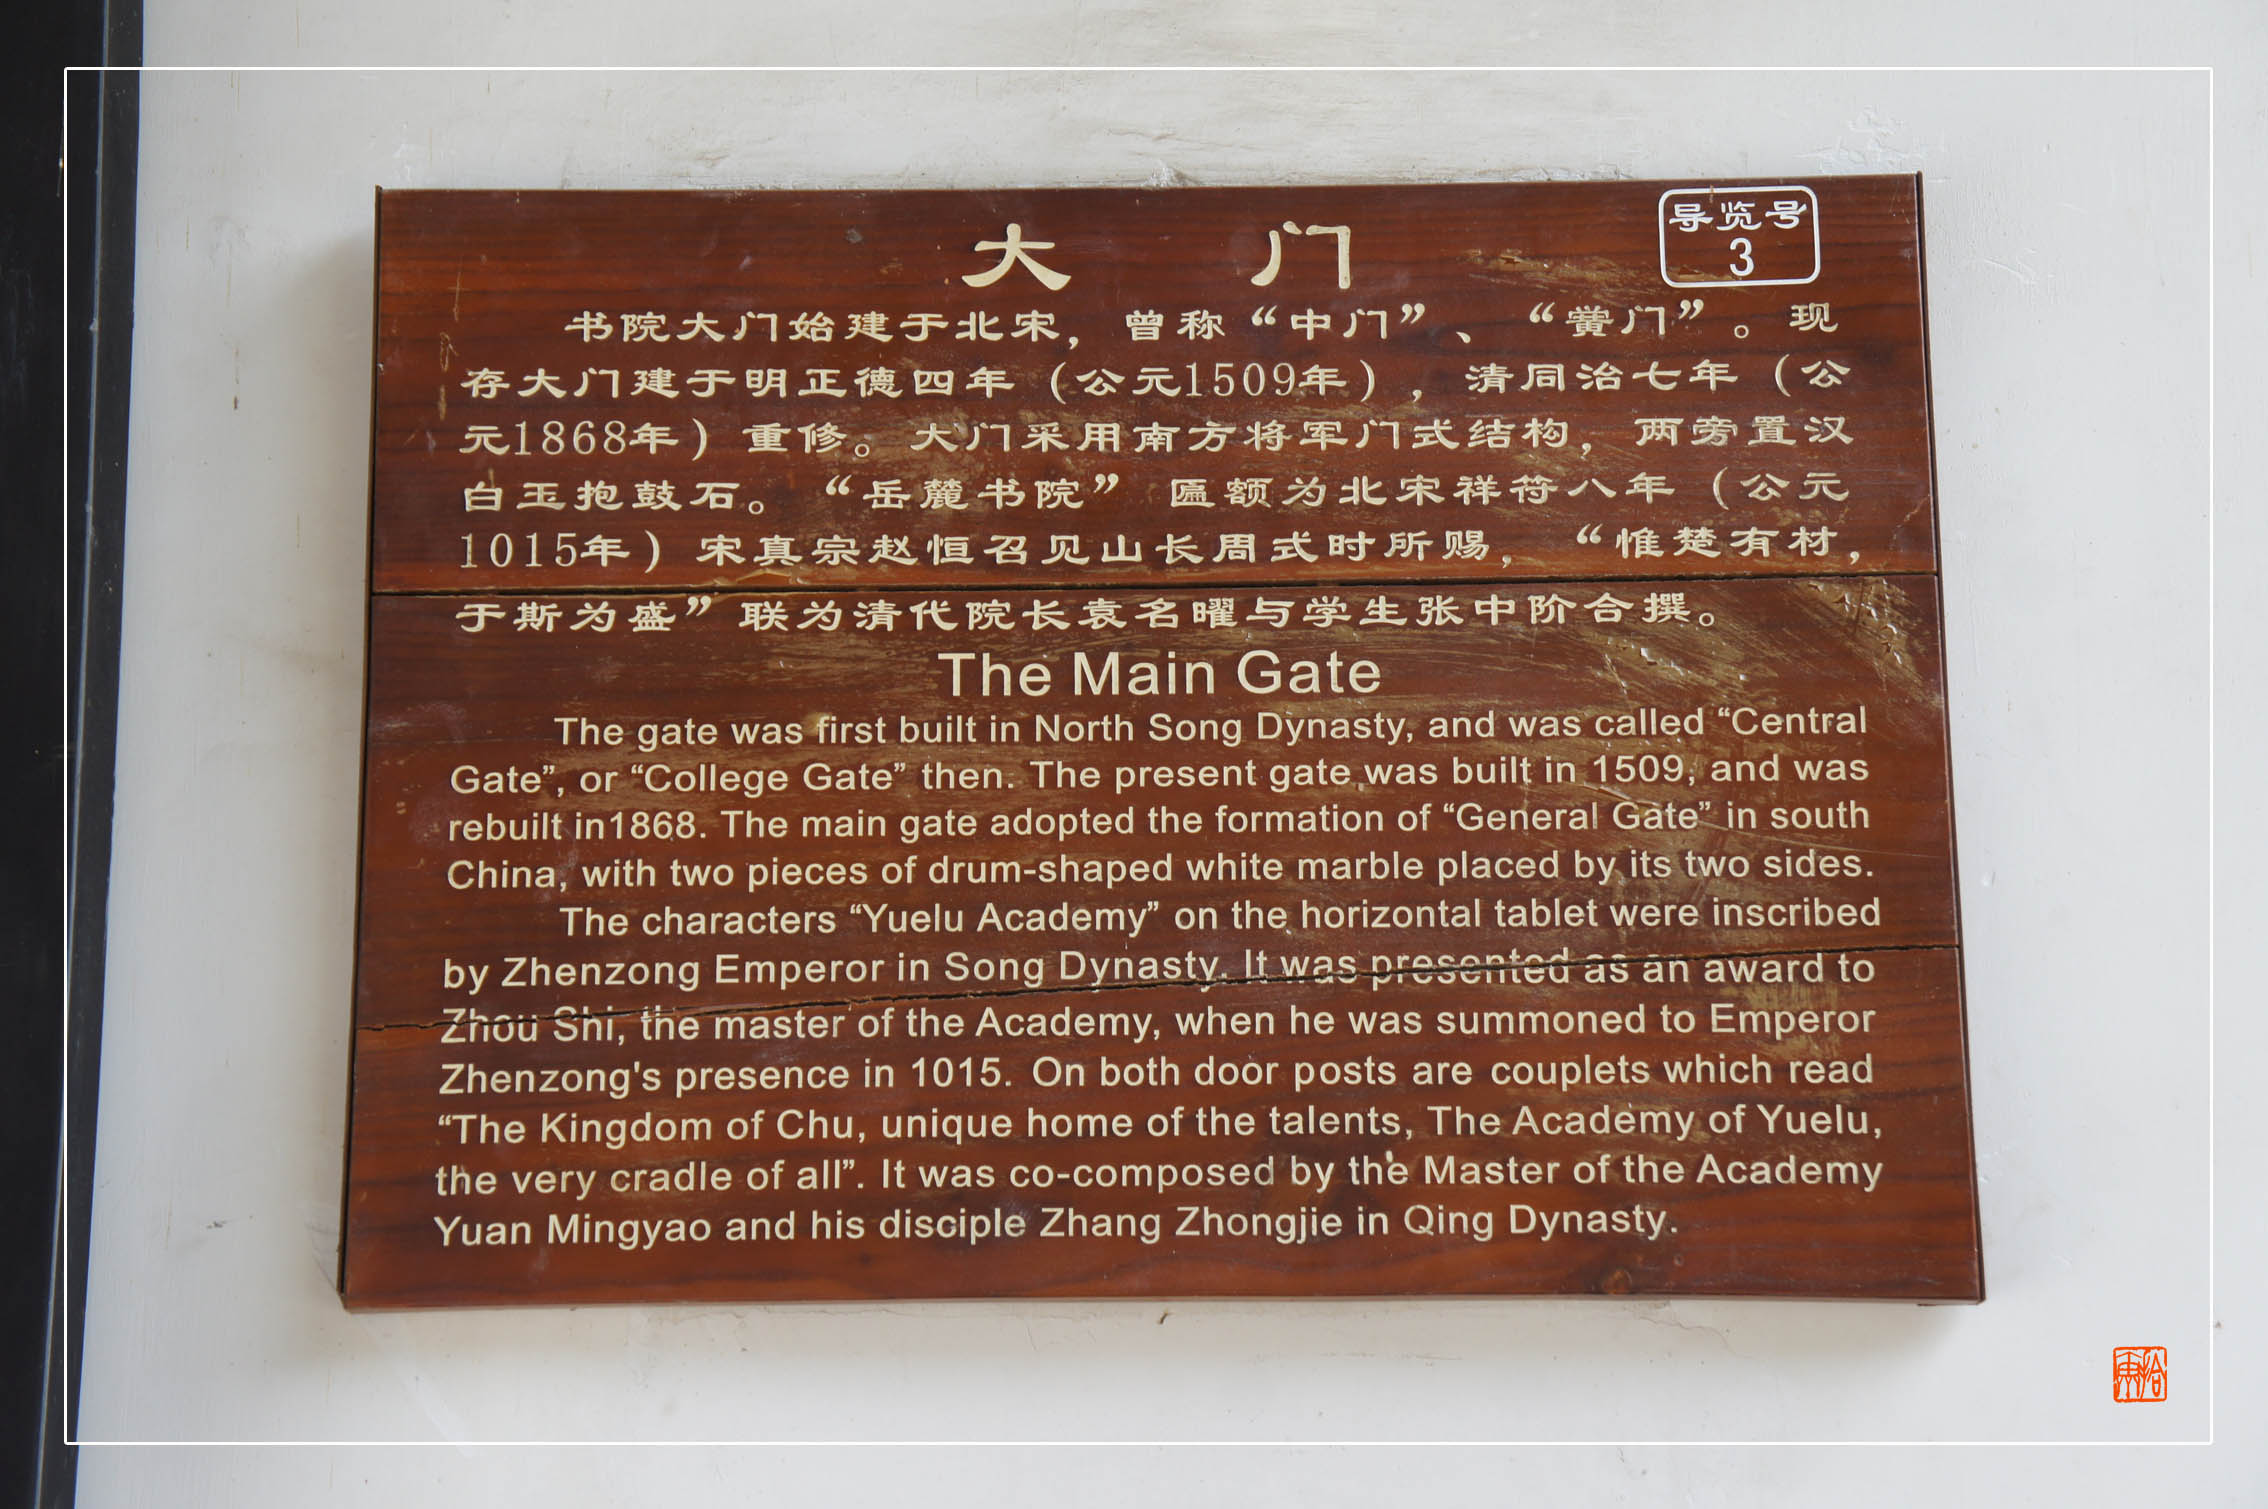 大 门
导览号
3
书院大门始建于北宋，曾称“中门”、“黉门”。现
存大门建于明正德四年（公元1509年），清同治七年（公
元1868年）重修。大门采用南方将军门式结构，两旁置汉
白玉抱鼓石。“岳麓书院”匾额为北宋祥符八年（公元
1015年）宋真宗赵恒召见山长周式时所赐，“惟楚有材，
于斯为盛”联为清代院长袁名曜与学生张中阶合撰。
The Main Gate
The gate was first built in North Song Dynasty, and was called “Central
Gate”, or “College Gate” then. The present gate was built in 1509, and was
rebuilt in1868. The main gate adopted the formation of “General Gate” in south
China, with two pieces of drum-shaped white marble placed by its two sides.
The characters “Yuelu Academy” on the horizontal tablet were inscribed
by Zhenzong Emperor in Song Dynasty. It was presented as an award to
Zhou Shi, the master of the Academy, when he was summoned to Emperor
Zhenzong's presence in 1015. On both door posts are couplets which read
“The Kingdom of Chu, unique home of the talents, The Academy of Yuelu,
the very cradle of all”. It was co-composed by the Master of the Academy
Yuan Mingyao and his disciple Zhang Zhongjie in Qing Dynasty.